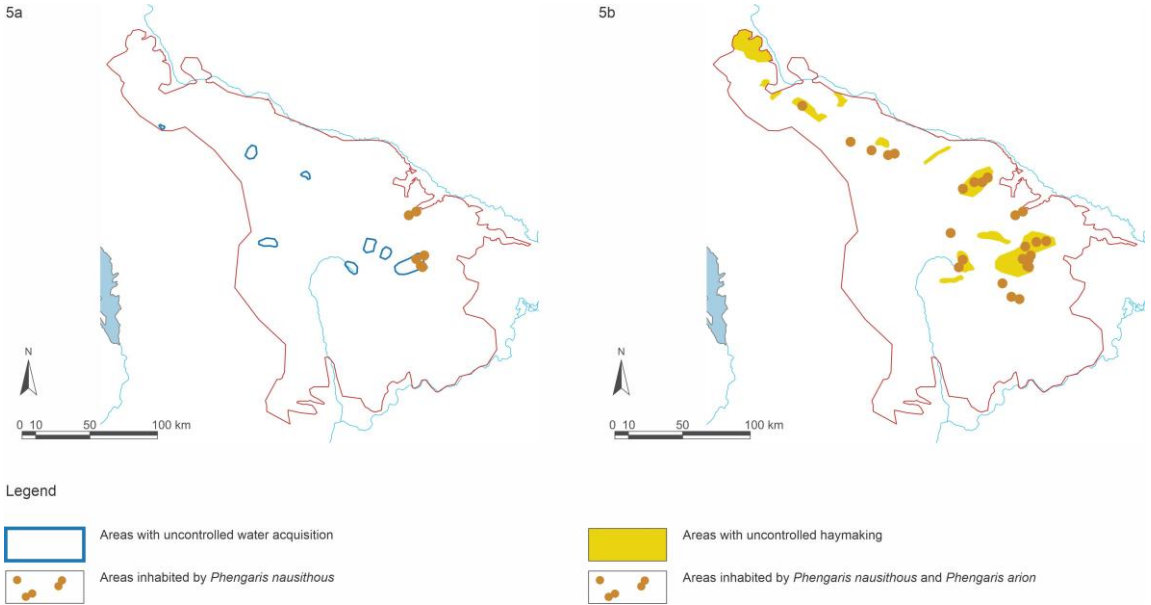 5a
5b
N
0 10 50 100 km
N
0 10 50 100 km
Legend
Areas with uncontrolled water acquisition
Areas with uncontrolled haymaking
Areas inhabited by Phengaris nausithous
Areas inhabited by Phengaris nausithous and Phengaris arion